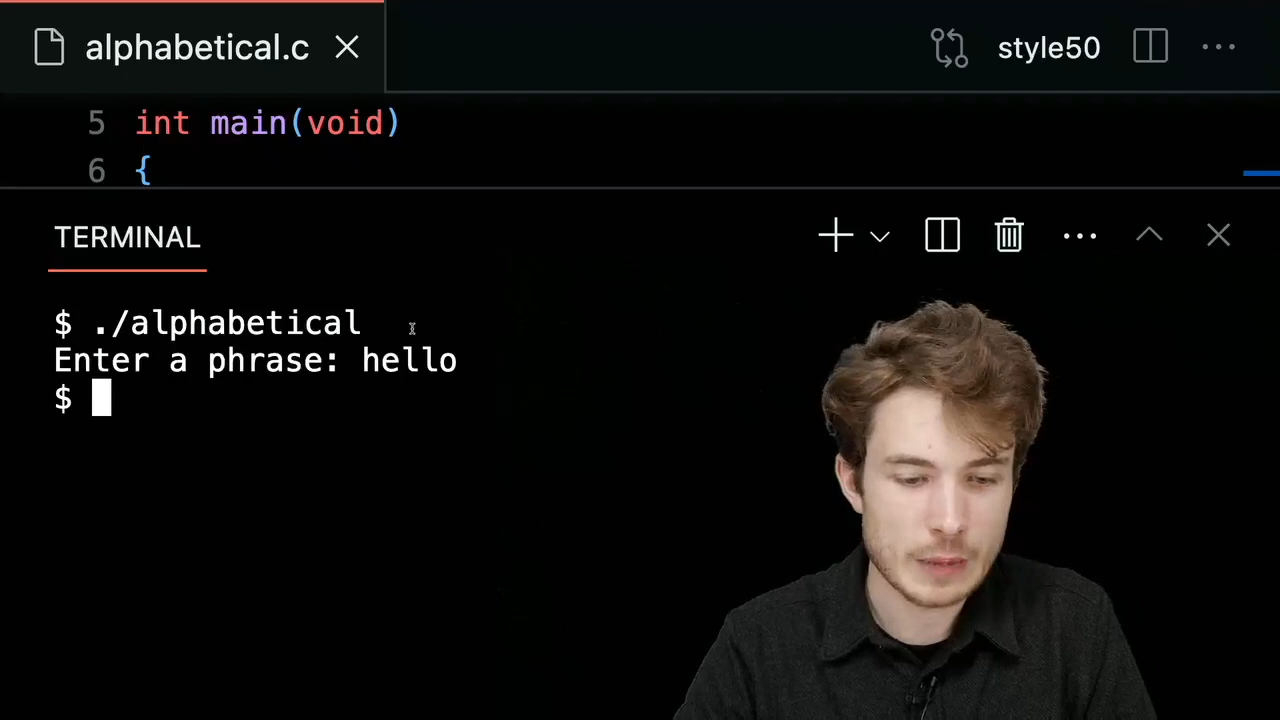 alphabetical.c
style50
5 int main(void)
6 {
TERMINAL
$ ./alphabetical
Enter a phrase: hello
$